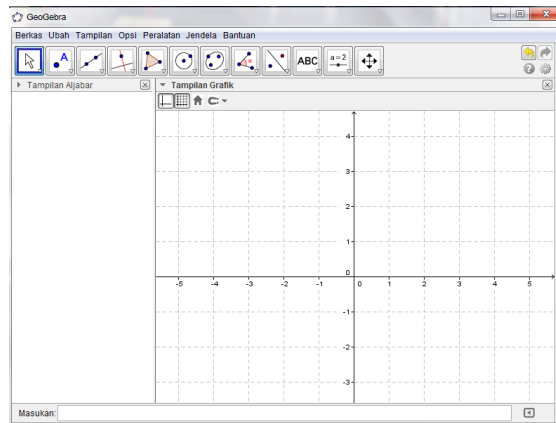 GeoGebra
Berkas Ubah Tampilan Opsi Peralatan Jendela Bantuan
A α ABC a=2
Tampilan Aljabar Tampilan Grafik
4
3
2
1
0
-5 -4 -3 -2 -1 0 1 2 3 4 5
-1
-2
-3
Masukan: